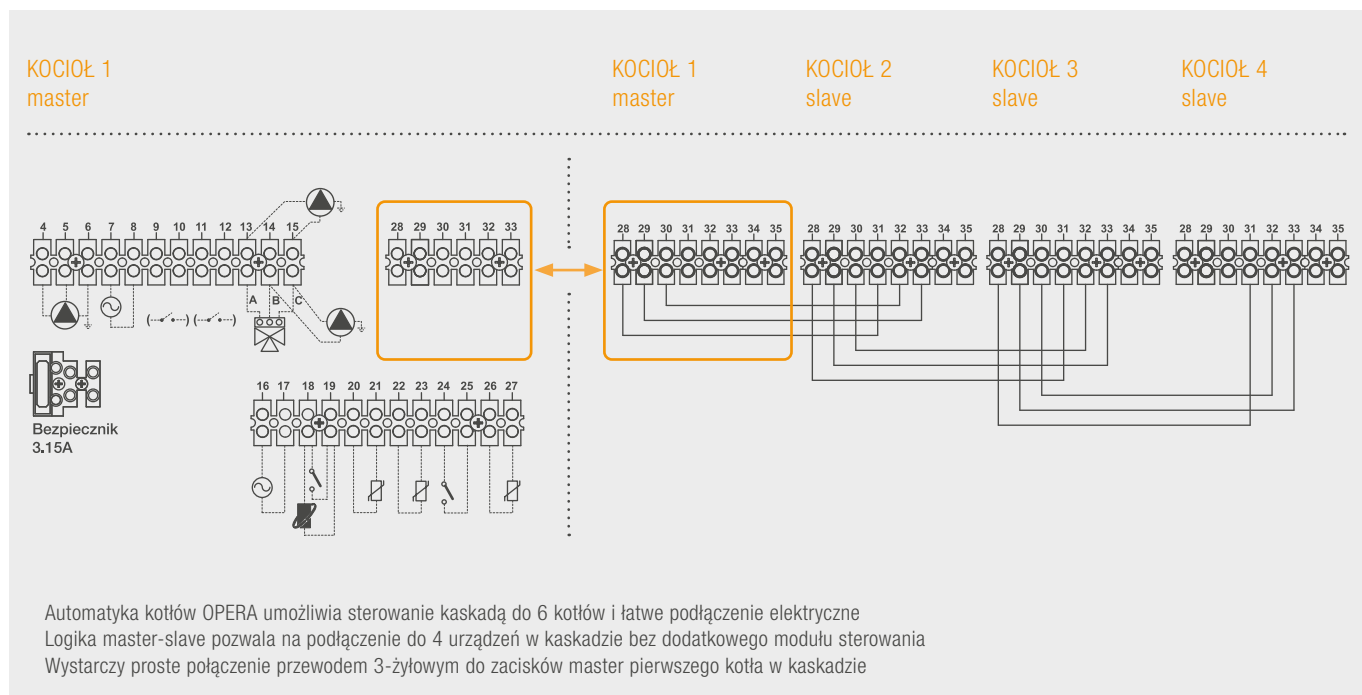 KOCIOŁ 1
master
KOCIOŁ 1
master
KOCIOŁ 2
slave
KOCIOŁ 3
slave
KOCIOŁ 4
slave
4 5 6 7 8 9 10 11 12 13 14 15
28 29 30 31 32 33
28 29 30 31 32 33 34 35
28 29 30 31 32 33 34 35
28 29 30 31 32 33 34 35
28 29 30 31 32 33 34 35
A B C
16 17 18 19 20 21 22 23 24 25 26 27
Bezpiecznik
3.15A
Automatyka kotłów OPERA umożliwia sterowanie kaskadą do 6 kotłów i łatwe podłączenie elektryczne
Logika master-slave pozwala na podłączenie do 4 urządzeń w kaskadzie bez dodatkowego modułu sterowania
Wystarczy proste połączenie przewodem 3-żyłowym do zacisków master pierwszego kotła w kaskadzie